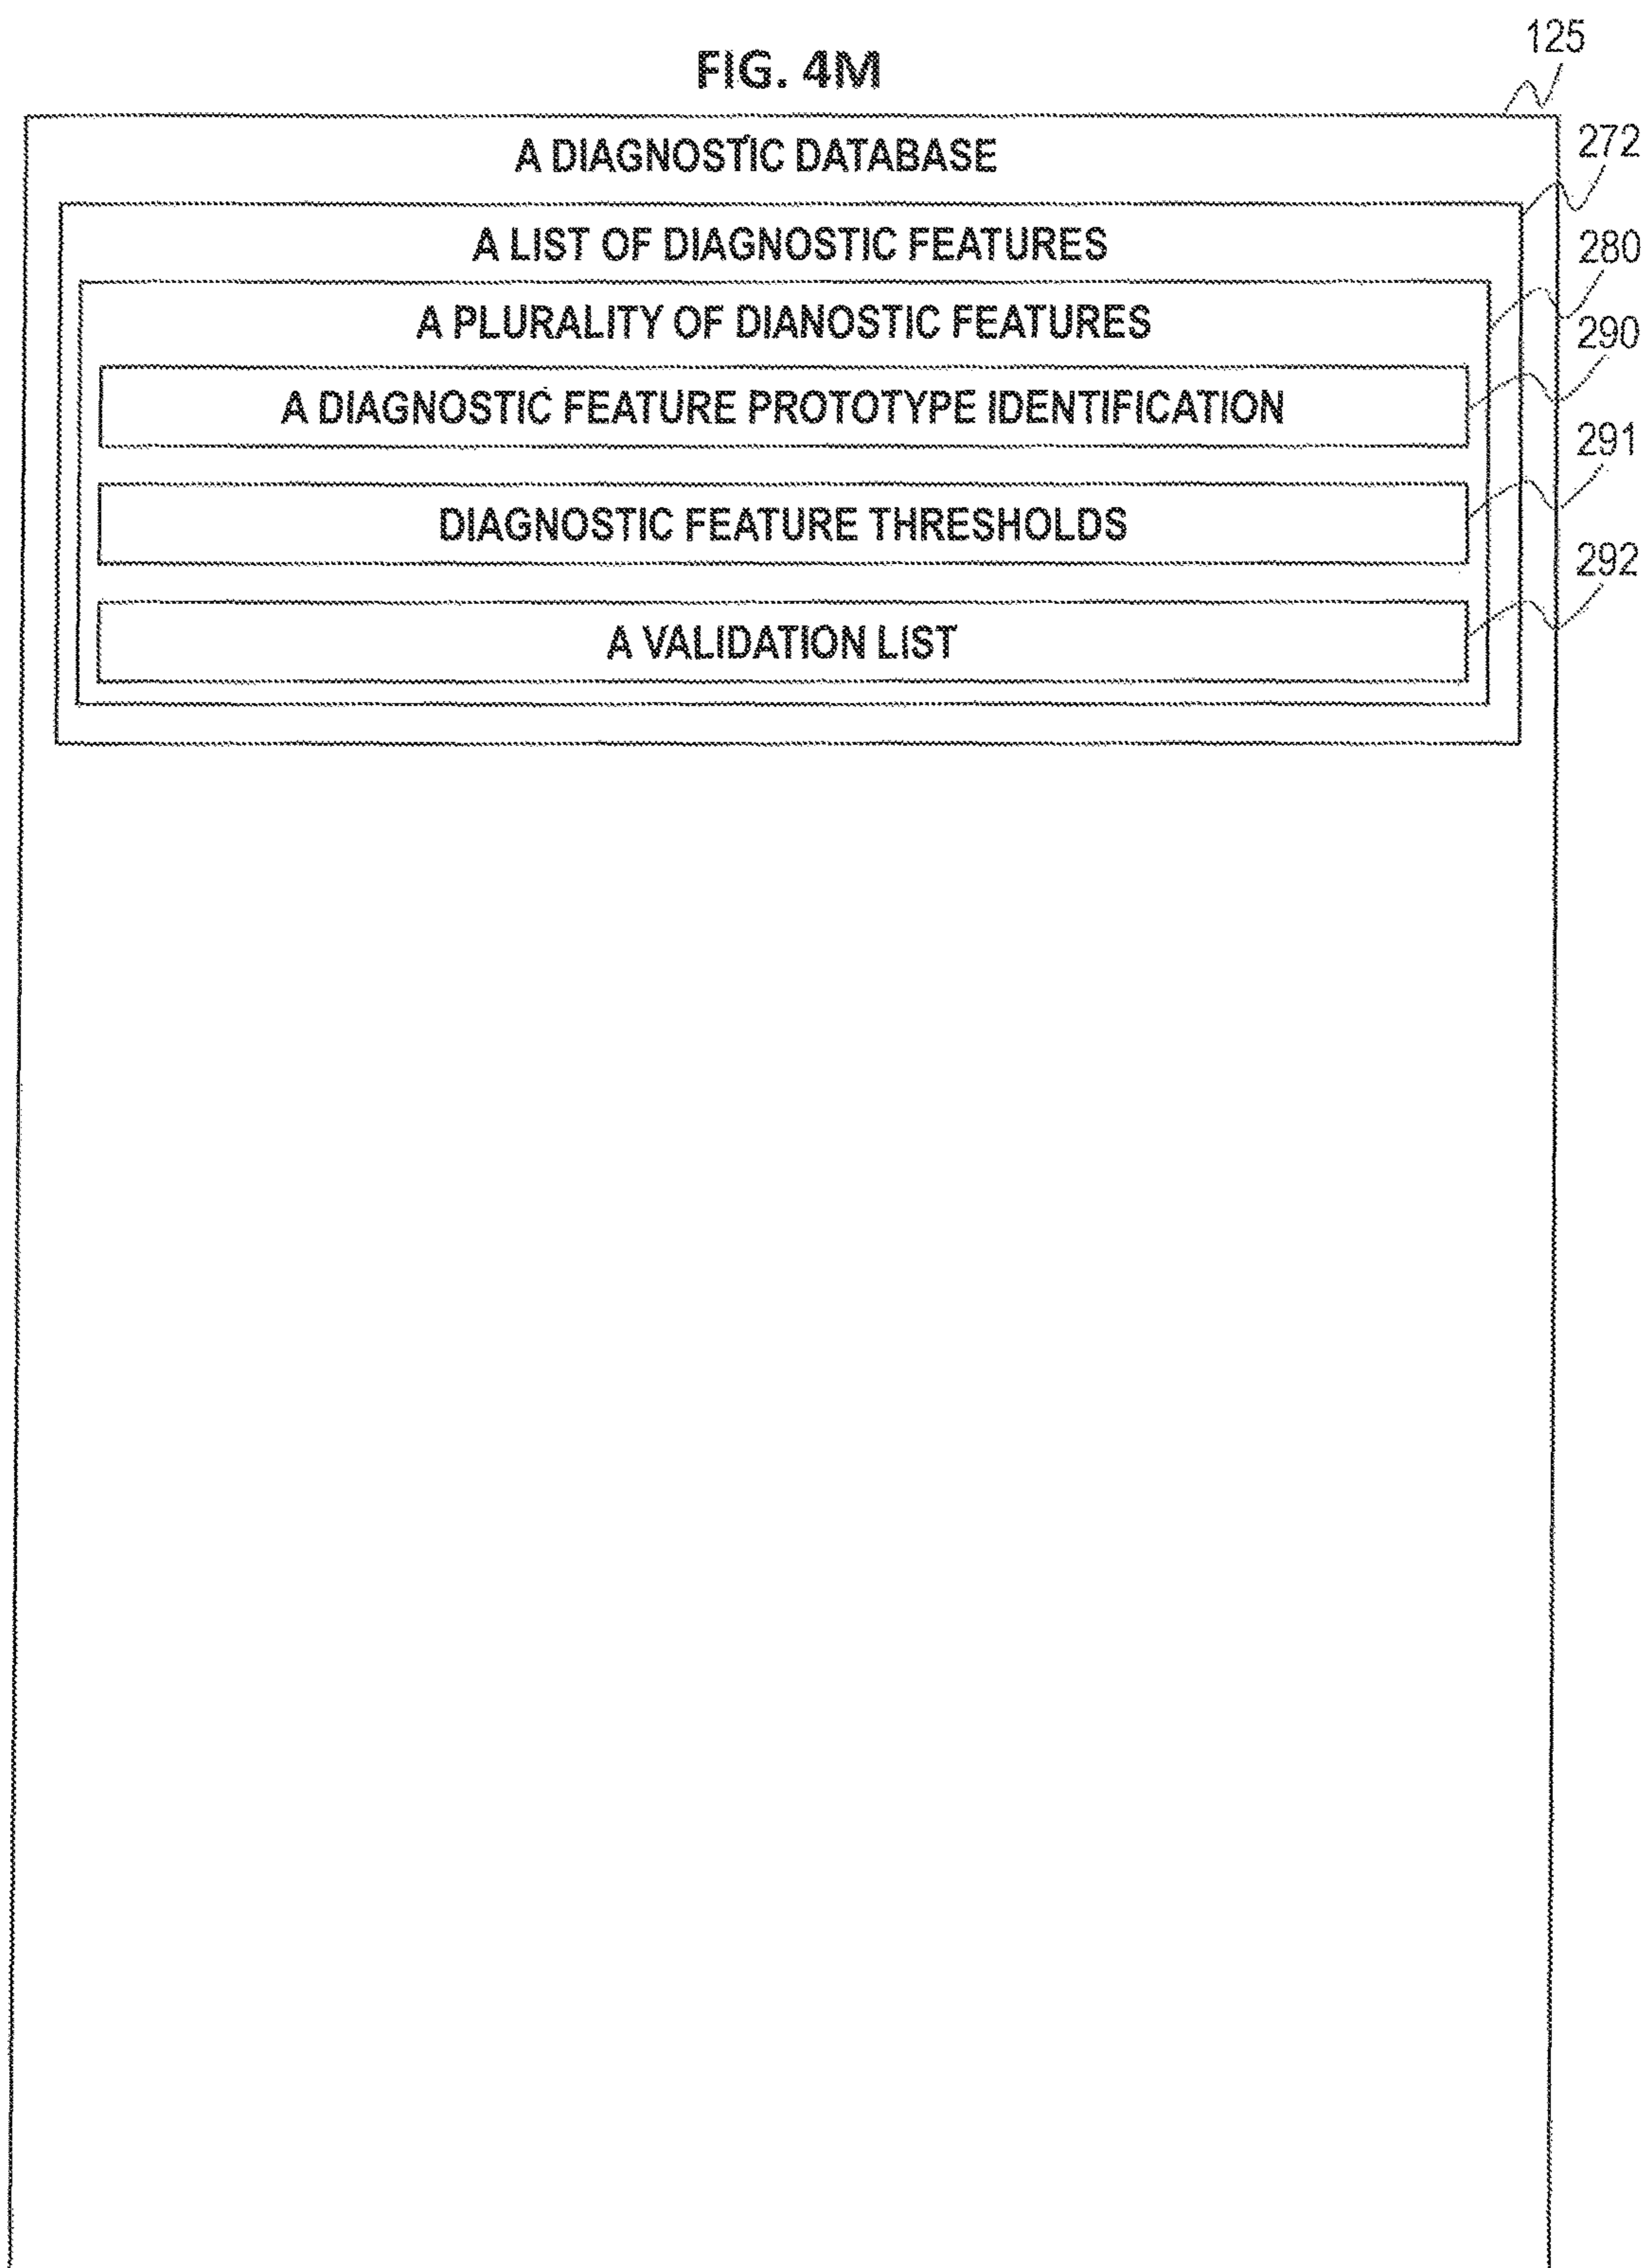 FIG. 4M
125
A DIAGNOSTIC DATABASE
272
A LIST OF DIAGNOSTIC FEATURES
280
A PLURALITY OF DIANOSTIC FEATURES
290
A DIAGNOSTIC FEATURE PROTOTYPE IDENTIFICATION
291
DIAGNOSTIC FEATURE THRESHOLDS
292
A VALIDATION LIST